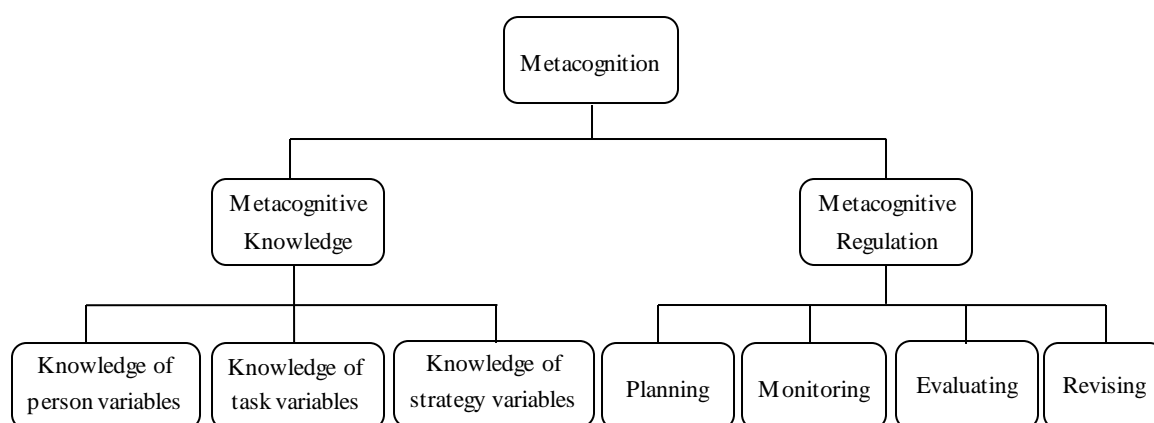 Metacognition
Metacognitive
Knowledge
Metacognitive
Regulation
Knowledge of
person variables
Knowledge of
task variables
Knowledge of
strategy variables
Planning
Monitoring
Evaluating
Revising